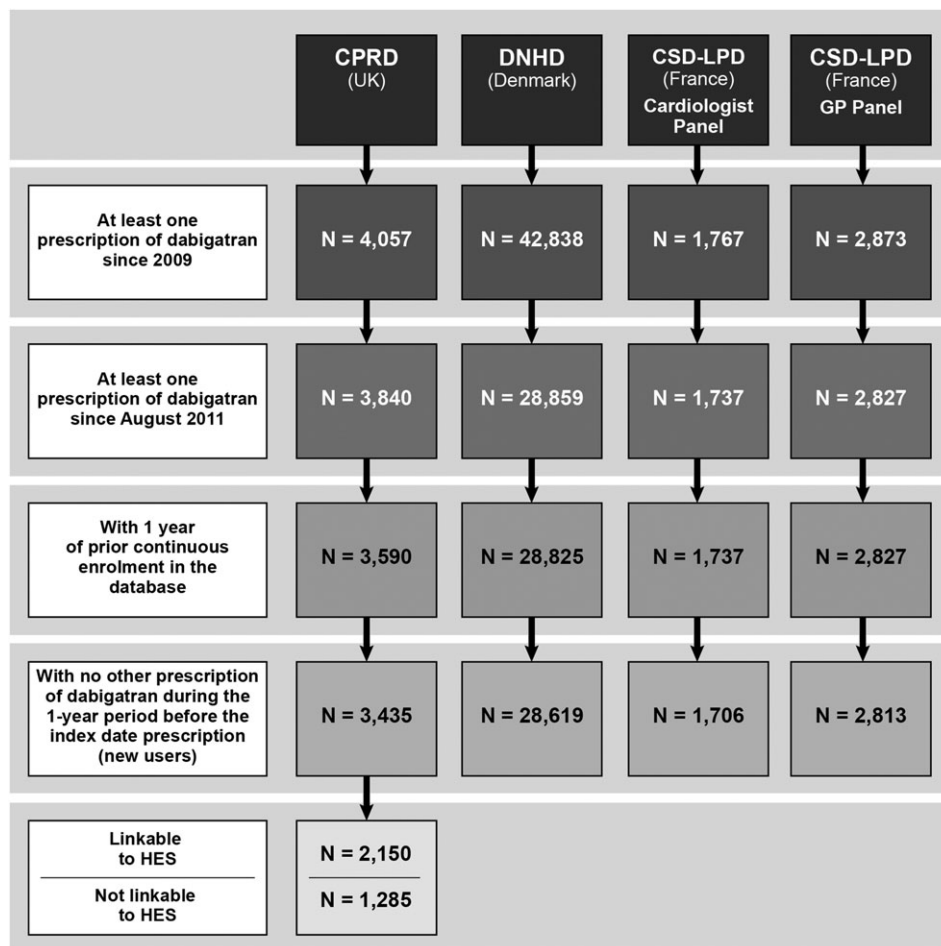 CPRD
(UK)
DNHD
(Denmark)
CSD-LPD
(France)
Cardiologist
Panel
CSD-LPD
(France)
GP Panel
At least one
prescription of dabigatran
since 2009
N = 4,057
N = 42,838
N = 1,767
N = 2,873
At least one
prescription of dabigatran
since August 2011
N = 3,840
N = 28,859
N = 1,737
N = 2,827
With 1 year
of prior continuous
enrolment in the
database
N = 3,590
N = 28,825
N = 1,737
N = 2,827
With no other prescription
of dabigatran during the
1-year period before the
index date prescription
(new users)
N = 3,435
N = 28,619
N = 1,706
N = 2,813
Linkable
to HES
N = 2,150
Not linkable
to HES
N = 1,285